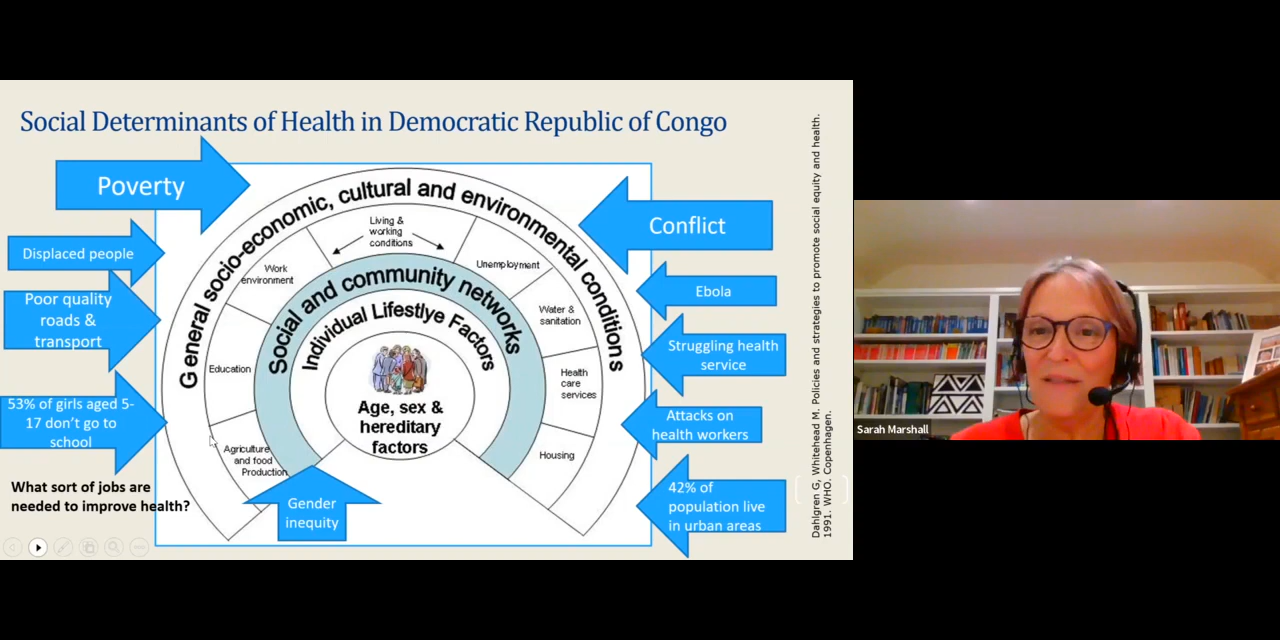 Social Determinants of Health in Democratic Republic of Congo
Poverty
Displaced people
Poor quality
roads &
transport
53% of girls aged 5-
17 don't go to
school
What sort of jobs are
needed to improve health?
General socio-economic, cultural and environmental conditions
Living &
working
conditions
Work
environment
Unemployment
Education
Water &
sanitation
Agriculture
and food
Production
Health
care
services
Housing
Social and community networks
Individual Lifestlye Factors
Age, sex &
hereditary
factors
Gender
inequity
Conflict
Ebola
Struggling health
service
Attacks on
health workers
42% of
population live
in urban areas
Dahlgren G, Whitehead M. Policies and strategies to promote social equity and health.
1991. WHO. Copenhagen.
Sarah Marshall